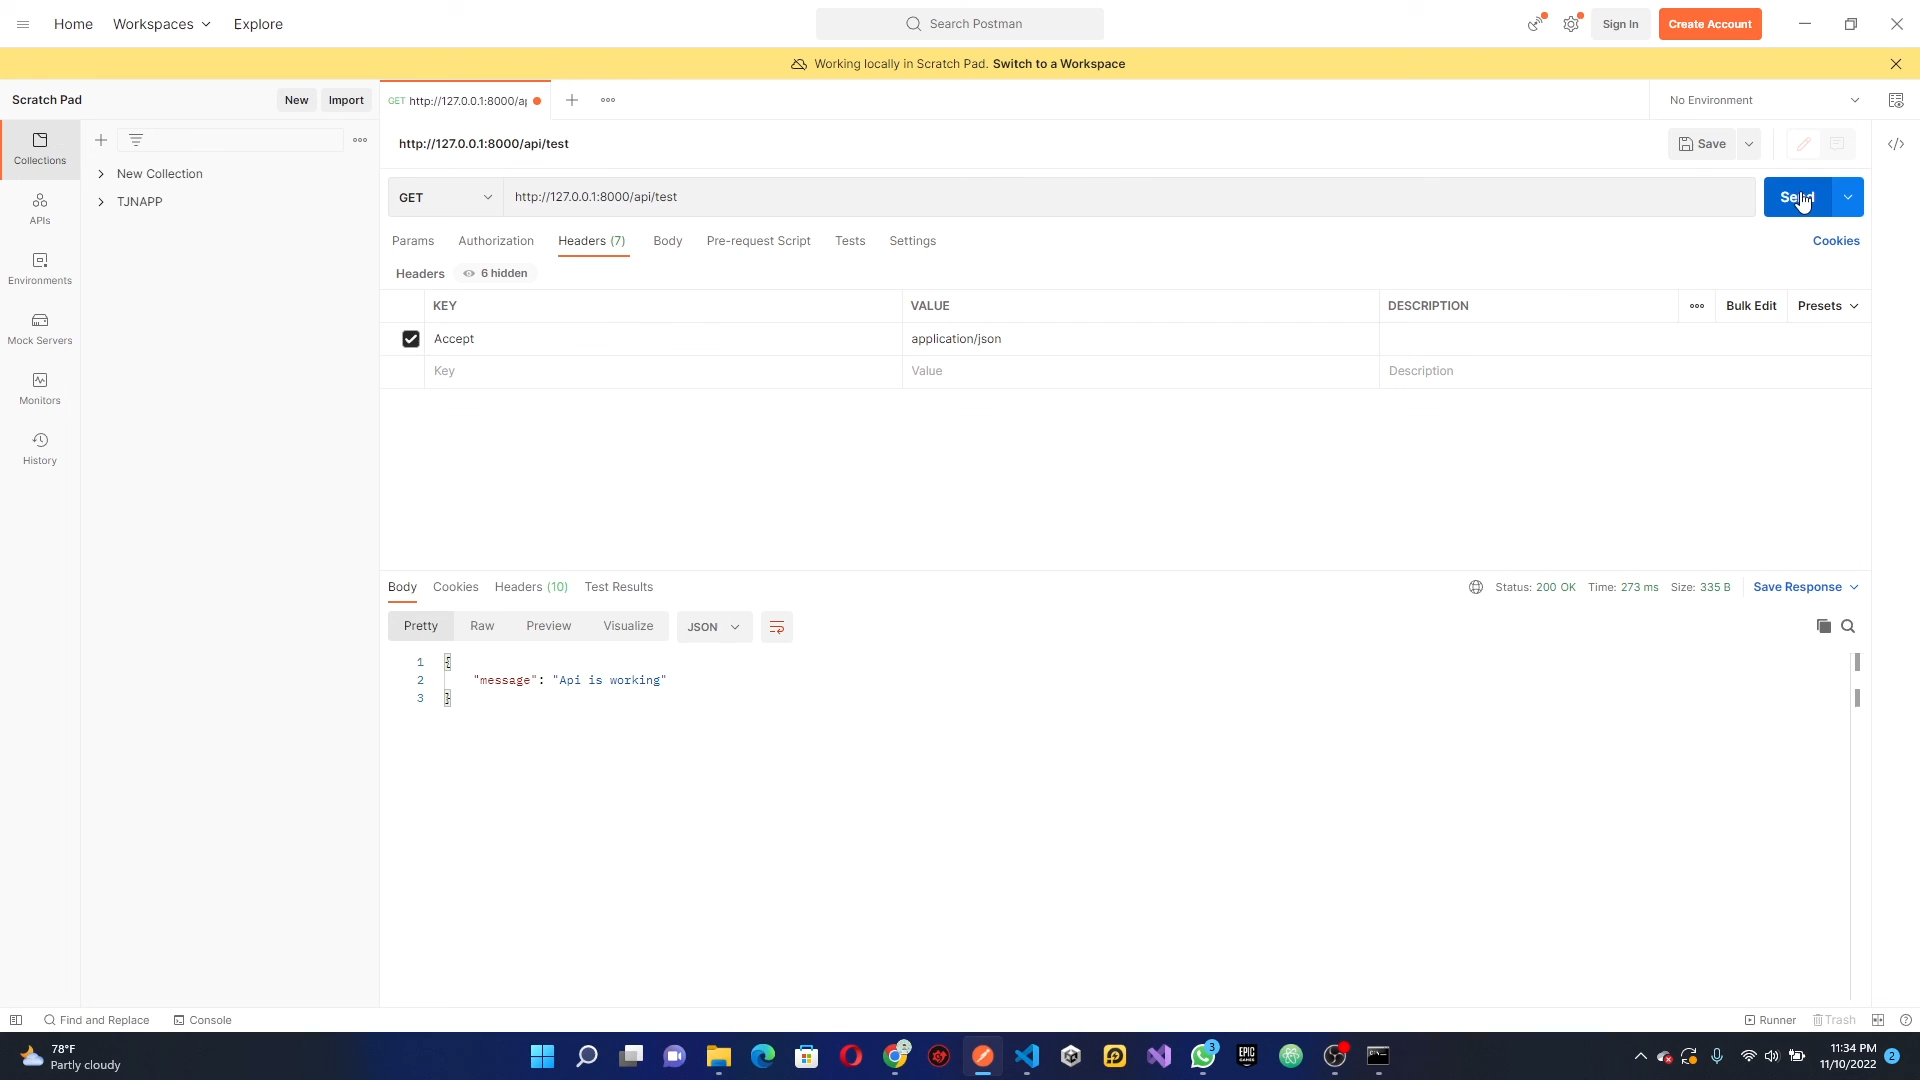 Home Workspaces Explore Search Postman Sign In Create Account
Working locally in Scratch Pad. Switch to a Workspace
Scratch Pad New Import GET http://127.0.0.1:8000/ap No Environment
Collections
APIs
Environments
Mock Servers
Monitors
History
New Collection
TJNAPP
http://127.0.0.1:8000/api/test Save
GET http://127.0.0.1:8000/api/test Send
Params Authorization Headers (7) Body Pre-request Script Tests Settings Cookies
Headers 6 hidden
KEY VALUE DESCRIPTION Bulk Edit Presets
Accept application/json
Key Value Description
Body Cookies Headers (10) Test Results Status: 200 OK Time: 273 ms Size: 335 B Save Response
Pretty Raw Preview Visualize JSON
1 {
2 "message": "Api is working"
3 }
Find and Replace Console Runner Trash
78°F
Partly cloudy
3
EPIC GAMES
11:34 PM
11/10/2022 2